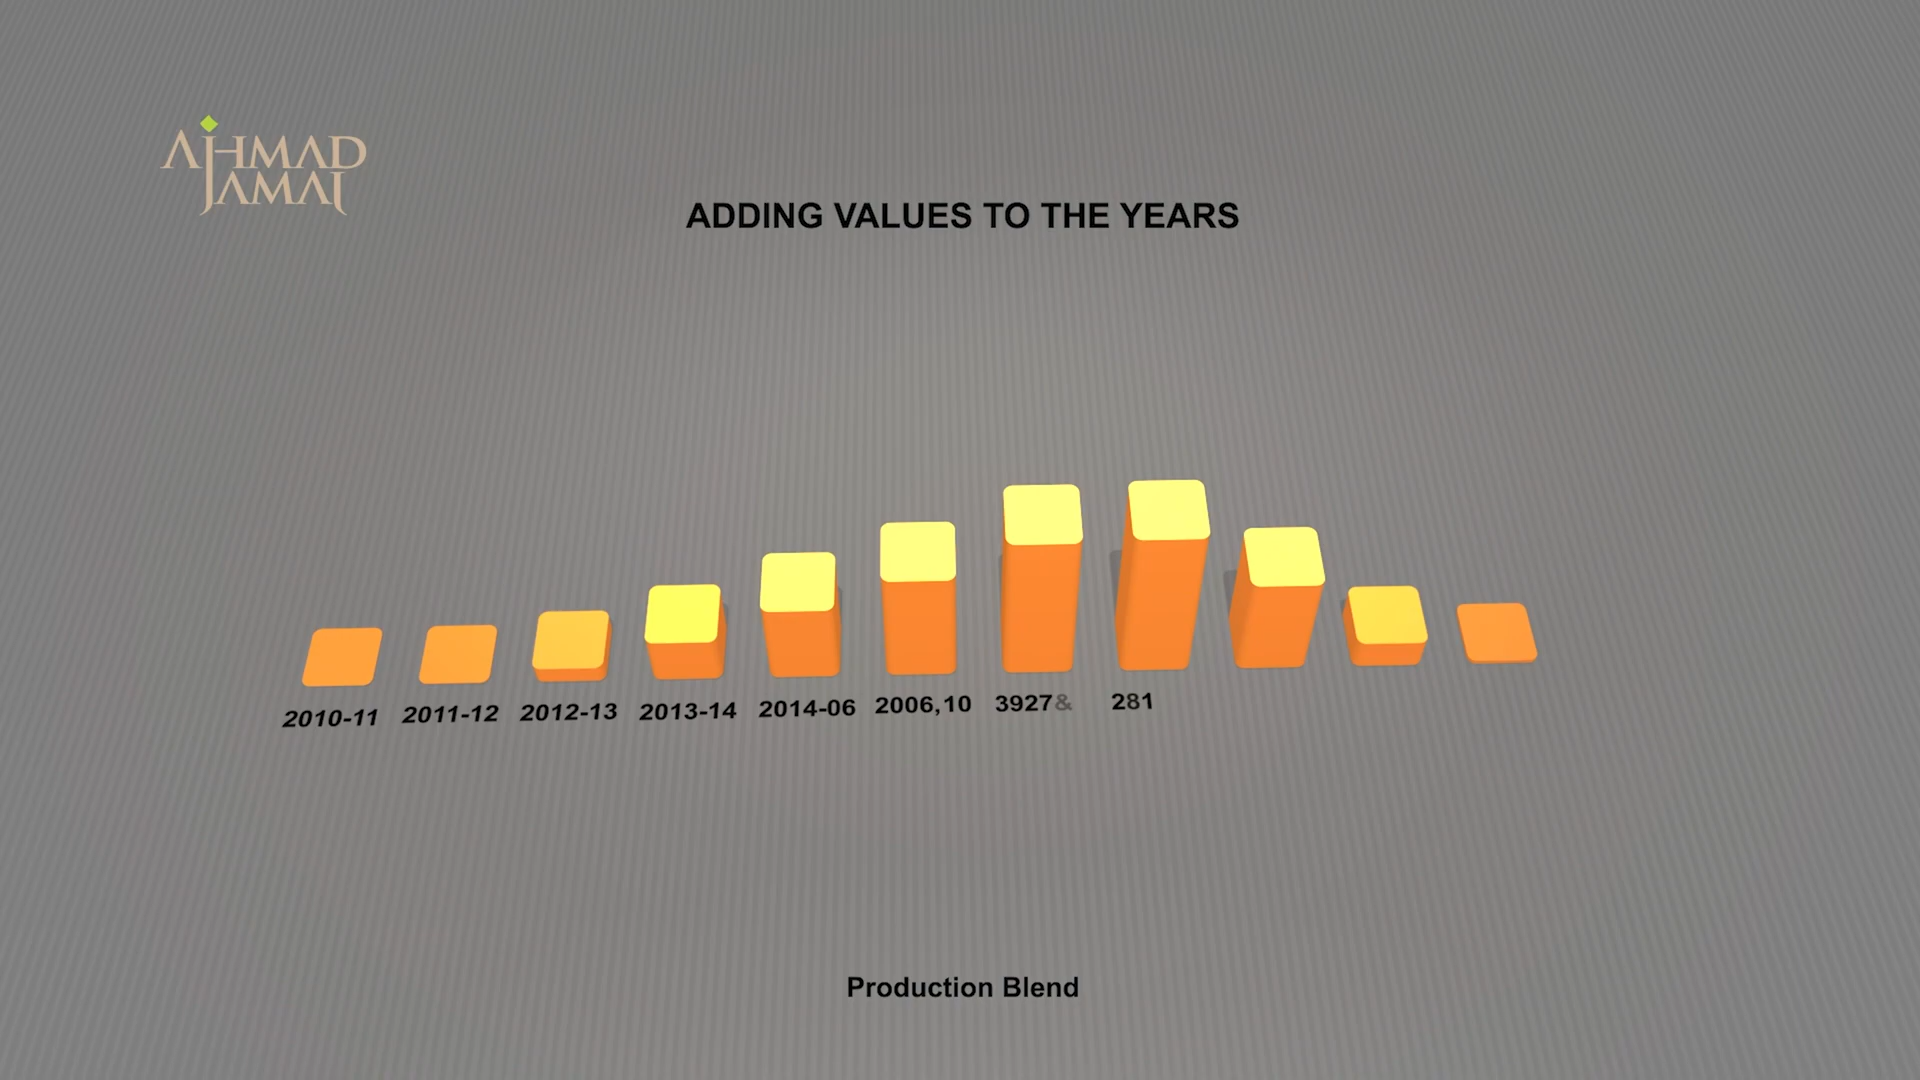 AHMAD
JAMAL
ADDING VALUES TO THE YEARS
2010-11 2011-12 2012-13 2013-14 2014-06 2006,10 3927& 281
Production Blend